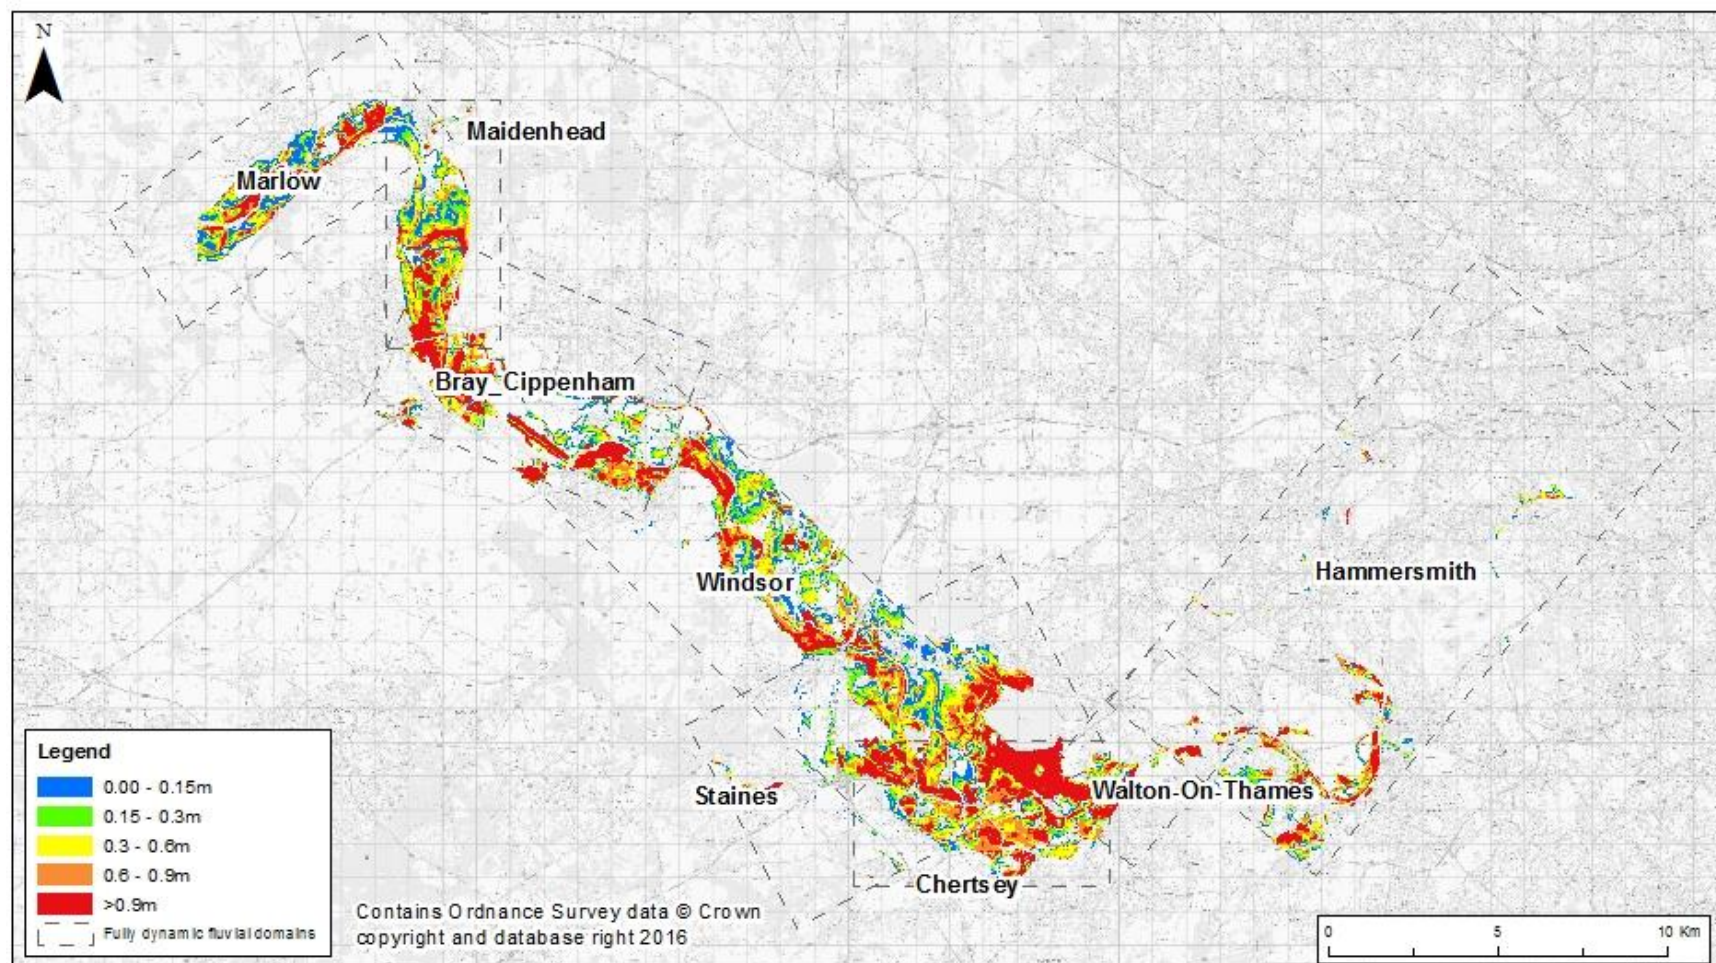 N
Maidenhead
Marlow
Bray_Cippenham
Windsor
Hammersmith
Staines
Walton-On-Thames
Chertsey
Legend
0.00 - 0.15m
0.15 - 0.3m
0.3 - 0.6m
0.6 - 0.9m
>0.9m
Fully dynamic fluvial domains
Contains Ordnance Survey data © Crown
copyright and database right 2016
0 5 10 Km